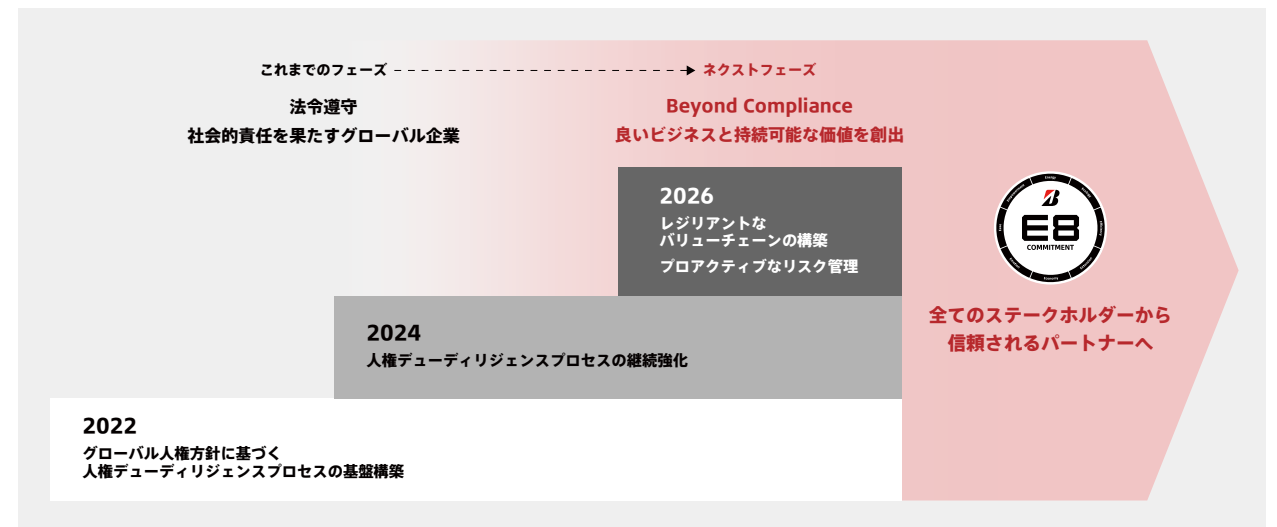 これまでのフェーズ
ネクストフェーズ
法令遵守
社会的責任を果たすグローバル企業
Beyond Compliance
良いビジネスと持続可能な価値を創出
2026
レジリアントな
バリューチェーンの構築
プロアクティブなリスク管理
2024
人権デューディリジェンスプロセスの継続強化
2022
グローバル人権方針に基づく
人権デューディリジェンスプロセスの基盤構築
Energy
E8
COMMITMENT
Economy
全てのステークホルダーから
信頼されるパートナーへ